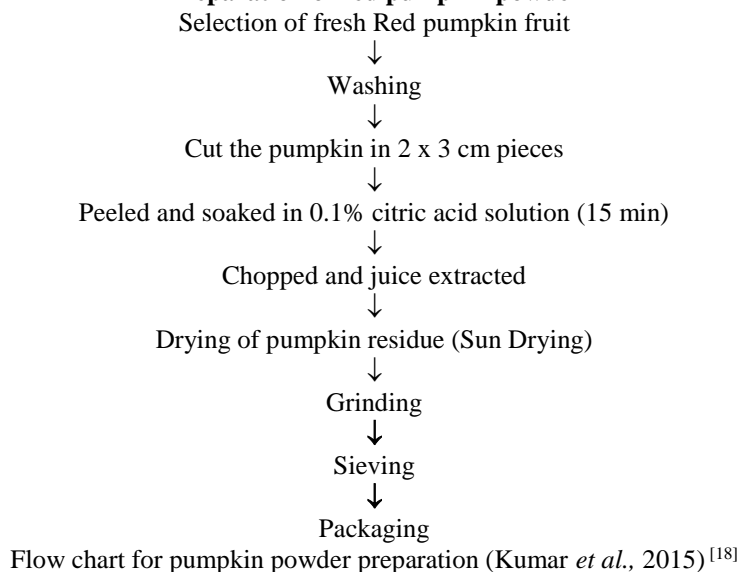 Selection of fresh Red pumpkin fruit
↓
Washing
↓
Cut the pumpkin in 2 x 3 cm pieces
↓
Peeled and soaked in 0.1% citric acid solution (15 min)
↓
Chopped and juice extracted
↓
Drying of pumpkin residue (Sun Drying)
↓
Grinding
↓
Sieving
↓
Packaging
Flow chart for pumpkin powder preparation (Kumar et al., 2015) [18]